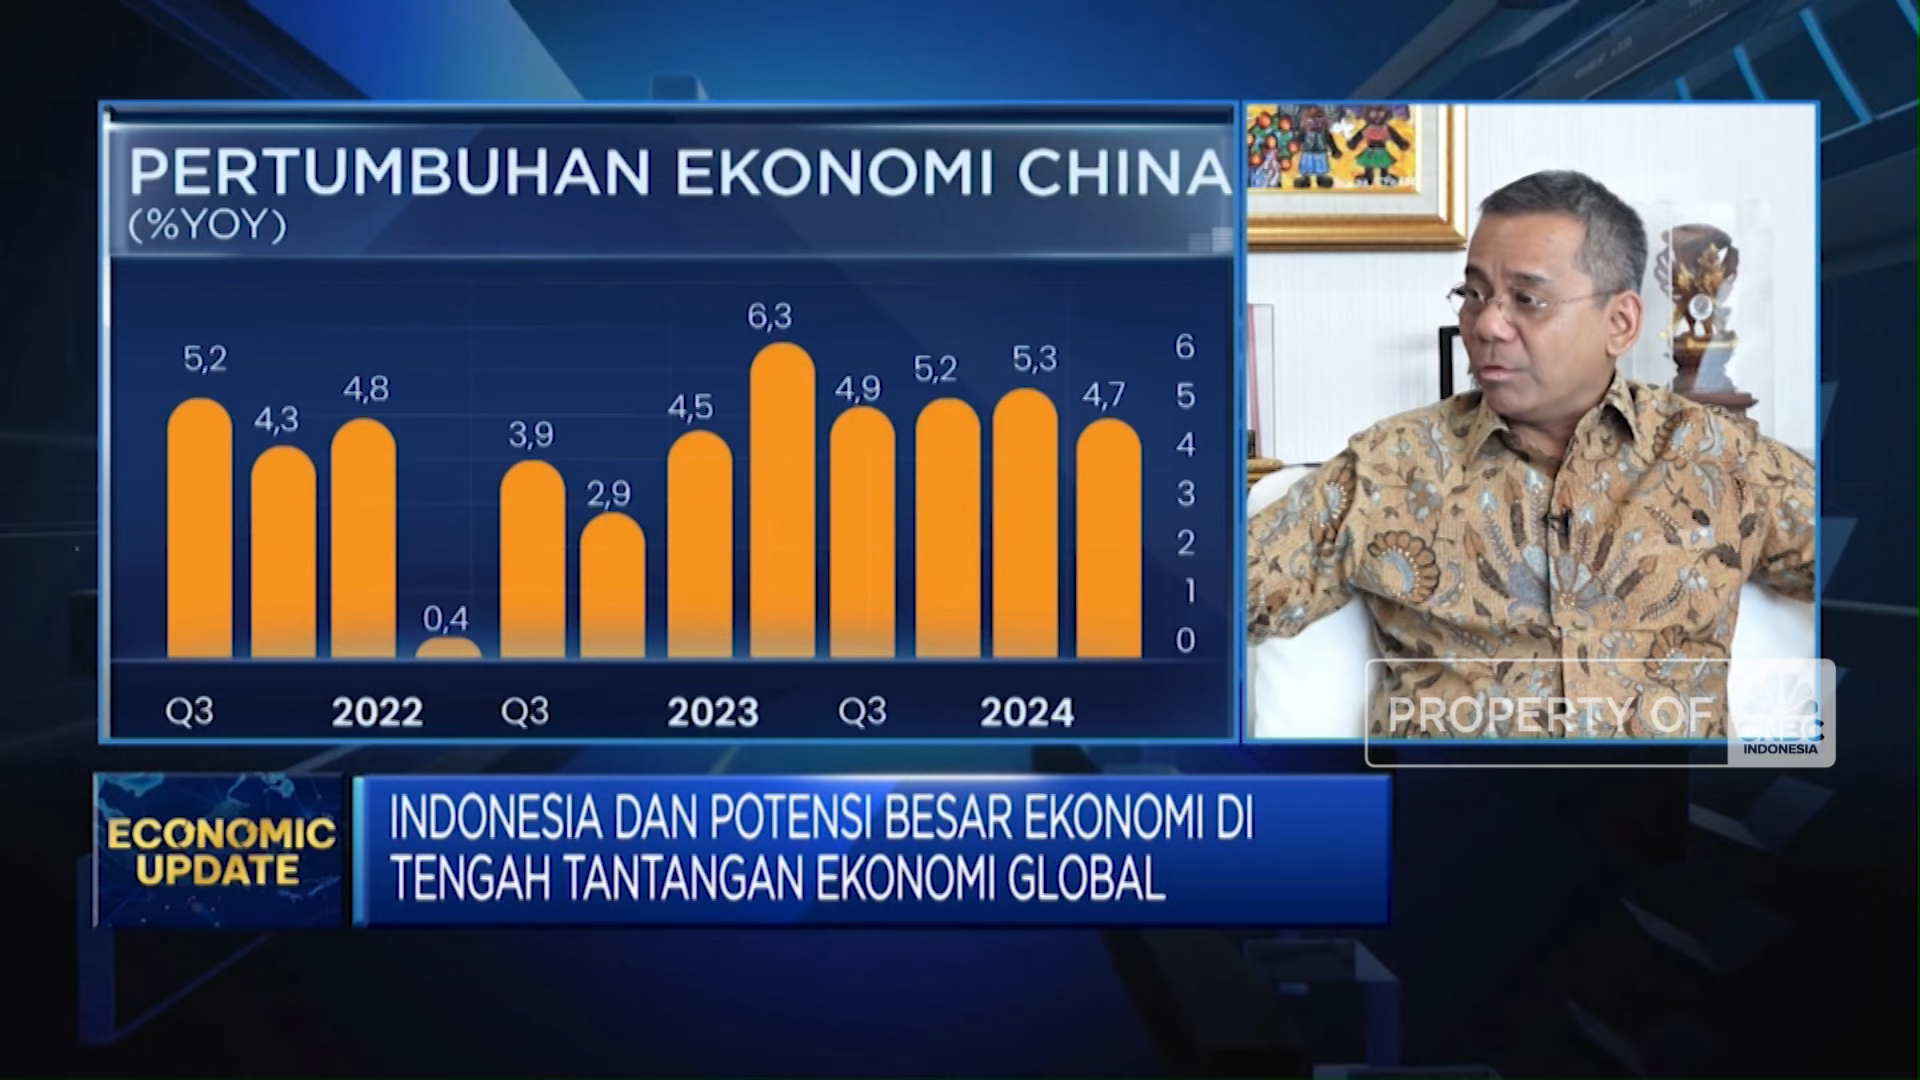 PERTUMBUHAN EKONOMI CHINA
(%YOY)
5,2
4,3
4,8
0,4
3,9
2,9
4,5
6,3
4,9
5,2
5,3
4,7
6
5
4
3
2
1
0
Q3
2022
Q3
2023
Q3
2024
PROPERTY OF
CNBC
INDONESIA
ECONOMIC
UPDATE
INDONESIA DAN POTENSI BESAR EKONOMI DI
TENGAH TANTANGAN EKONOMI GLOBAL